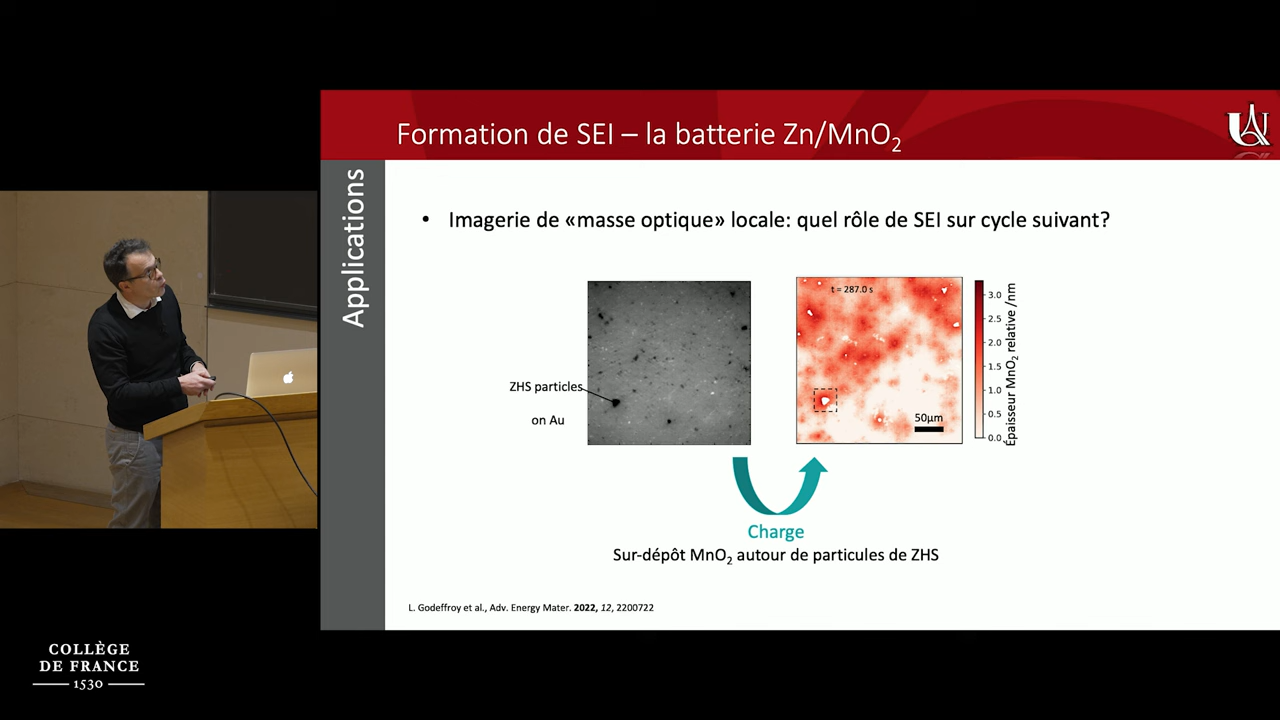 Formation de SEI – la batterie Zn/MnO₂
Applications
• Imagerie de «masse optique» locale: quel rôle de SEI sur cycle suivant?
ZHS particles
on Au
t = 287.0 s
50µm
3.0
2.5
2.0
1.5
1.0
0.5
0.0
Épaisseur MnO₂ relative /nm
Charge
Sur-dépôt MnO₂ autour de particules de ZHS
L. Godeffroy et al., Adv. Energy Mater. 2022, 12, 2200722
COLLÈGE
DE FRANCE
1530